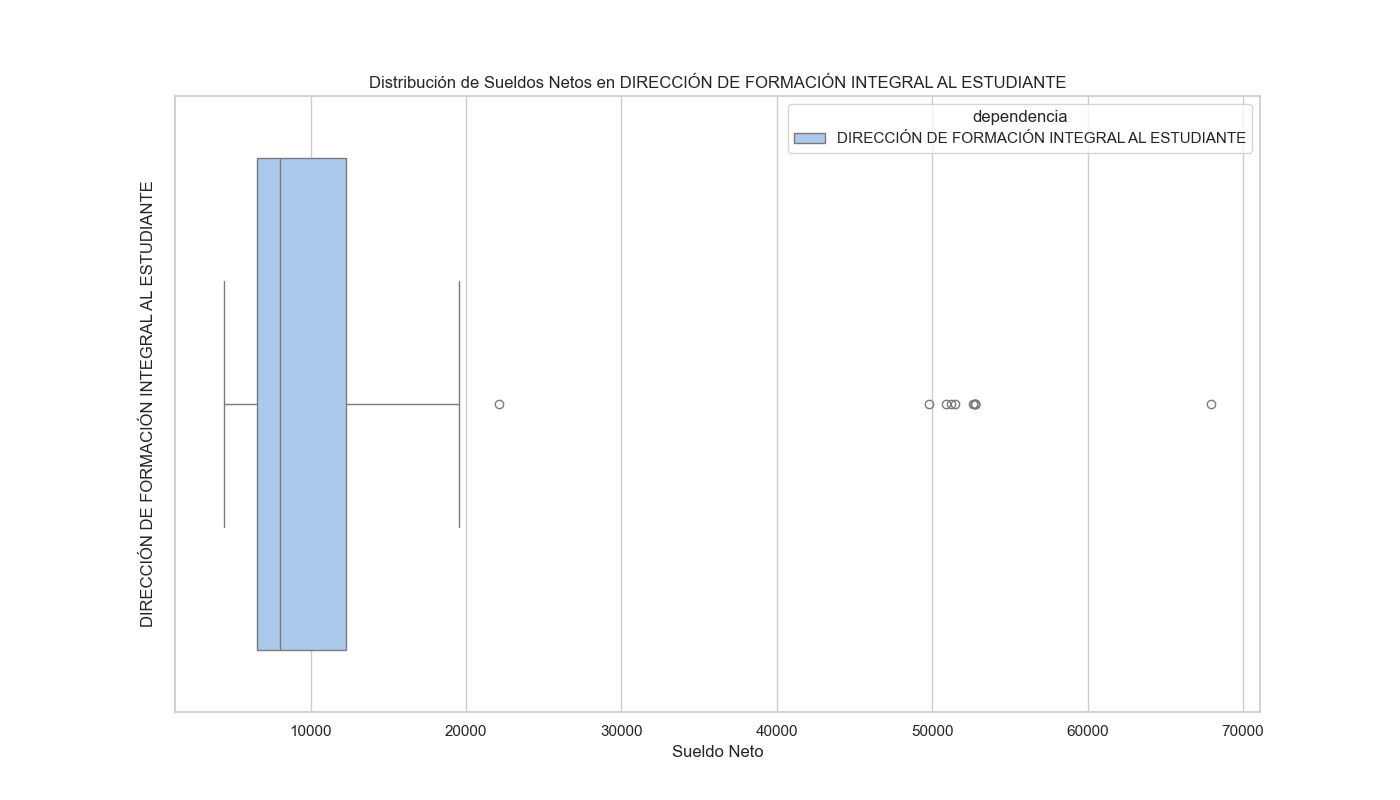 Distribución de Sueldos Netos en DIRECCIÓN DE FORMACIÓN INTEGRAL AL ESTUDIANTE
dependencia
DIRECCIÓN DE FORMACIÓN INTEGRAL AL ESTUDIANTE
DIRECCIÓN DE FORMACIÓN INTEGRAL AL ESTUDIANTE
10000 20000 30000 40000 50000 60000 70000
Sueldo Neto